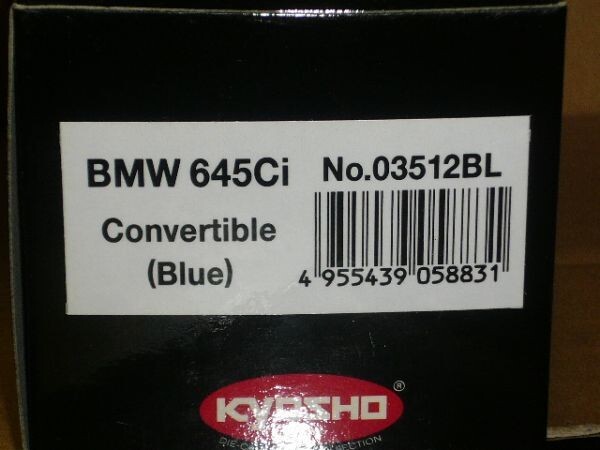 BMW 645Ci No.03512BL
Convertible
(Blue)
4 955439 058831
KYOSHO ®